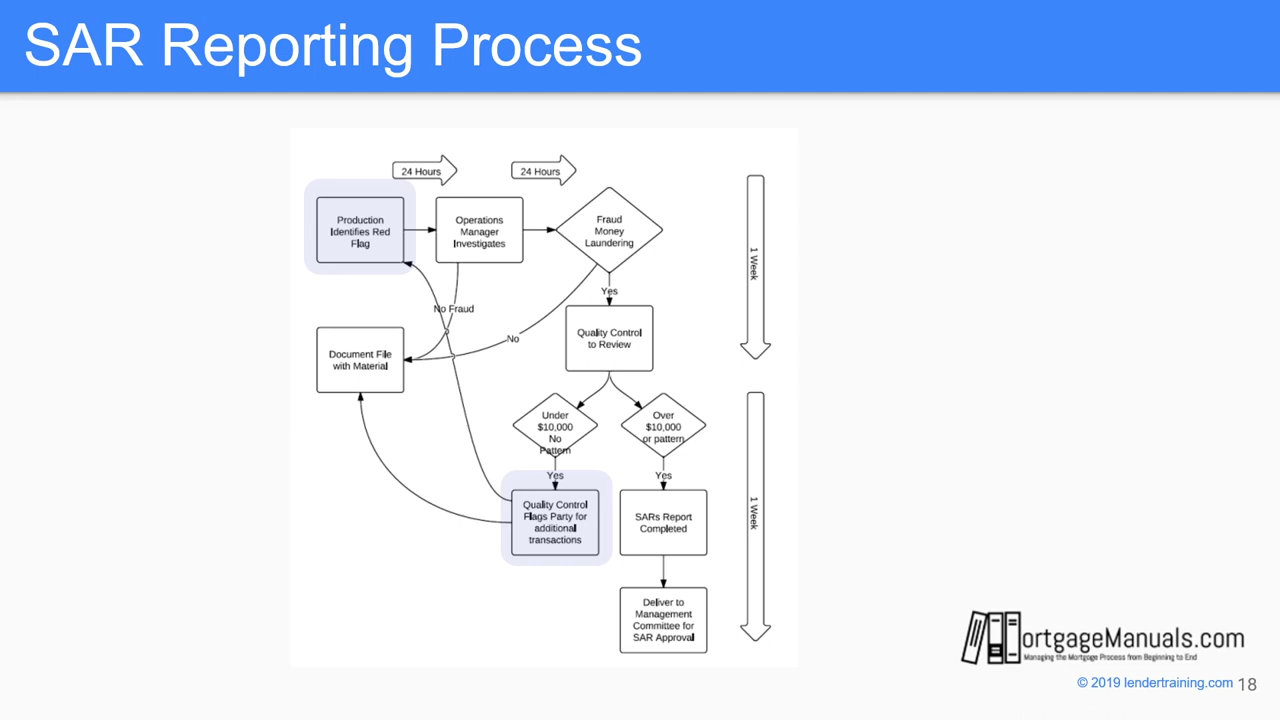 SAR Reporting Process
24 Hours
24 Hours
Production
Identifies Red
Flag
Operations
Manager
Investigates
Fraud
Money
Laundering
1 Week
Yes
No Fraud
No
Quality Control
to Review
Document File
with Material
Under
$10,000
No
Pattern
Over
$10,000
or pattern
Yes
Yes
Quality Control
Flags Party for
additional
transactions
SARs Report
Completed
1 Week
Deliver to
Management
Committee for
SAR Approval
MortgageManuals.com
Managing the Mortgage Process from Beginning to End
© 2019 lendertraining.com 18